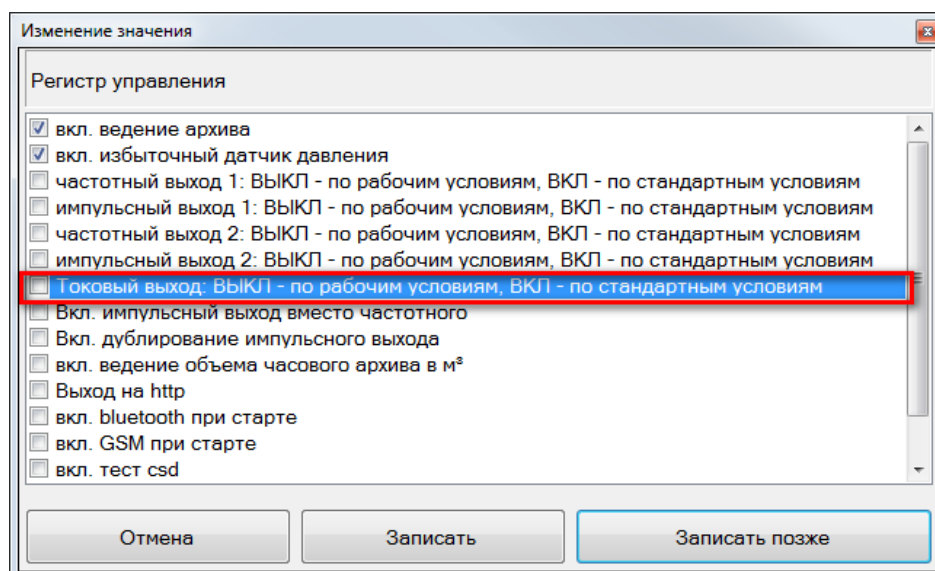 Изменение значения
Регистр управления
вкл. ведение архива
вкл. избыточный датчик давления
частотный выход 1: ВЫКЛ - по рабочим условиям, ВКЛ - по стандартным условиям
импульсный выход 1: ВЫКЛ - по рабочим условиям, ВКЛ - по стандартным условиям
частотный выход 2: ВЫКЛ - по рабочим условиям, ВКЛ - по стандартным условиям
импульсный выход 2: ВЫКЛ - по рабочим условиям, ВКЛ - по стандартным условиям
Токовый выход: ВЫКЛ - по рабочим условиям, ВКЛ - по стандартным условиям
Вкл. импульсный выход вместо частотного
Вкл. дублирование импульсного выхода
вкл. ведение объема часового архива в м³
Выход на http
вкл. bluetooth при старте
вкл. GSM при старте
вкл. тест csd
Отмена
Записать
Записать позже